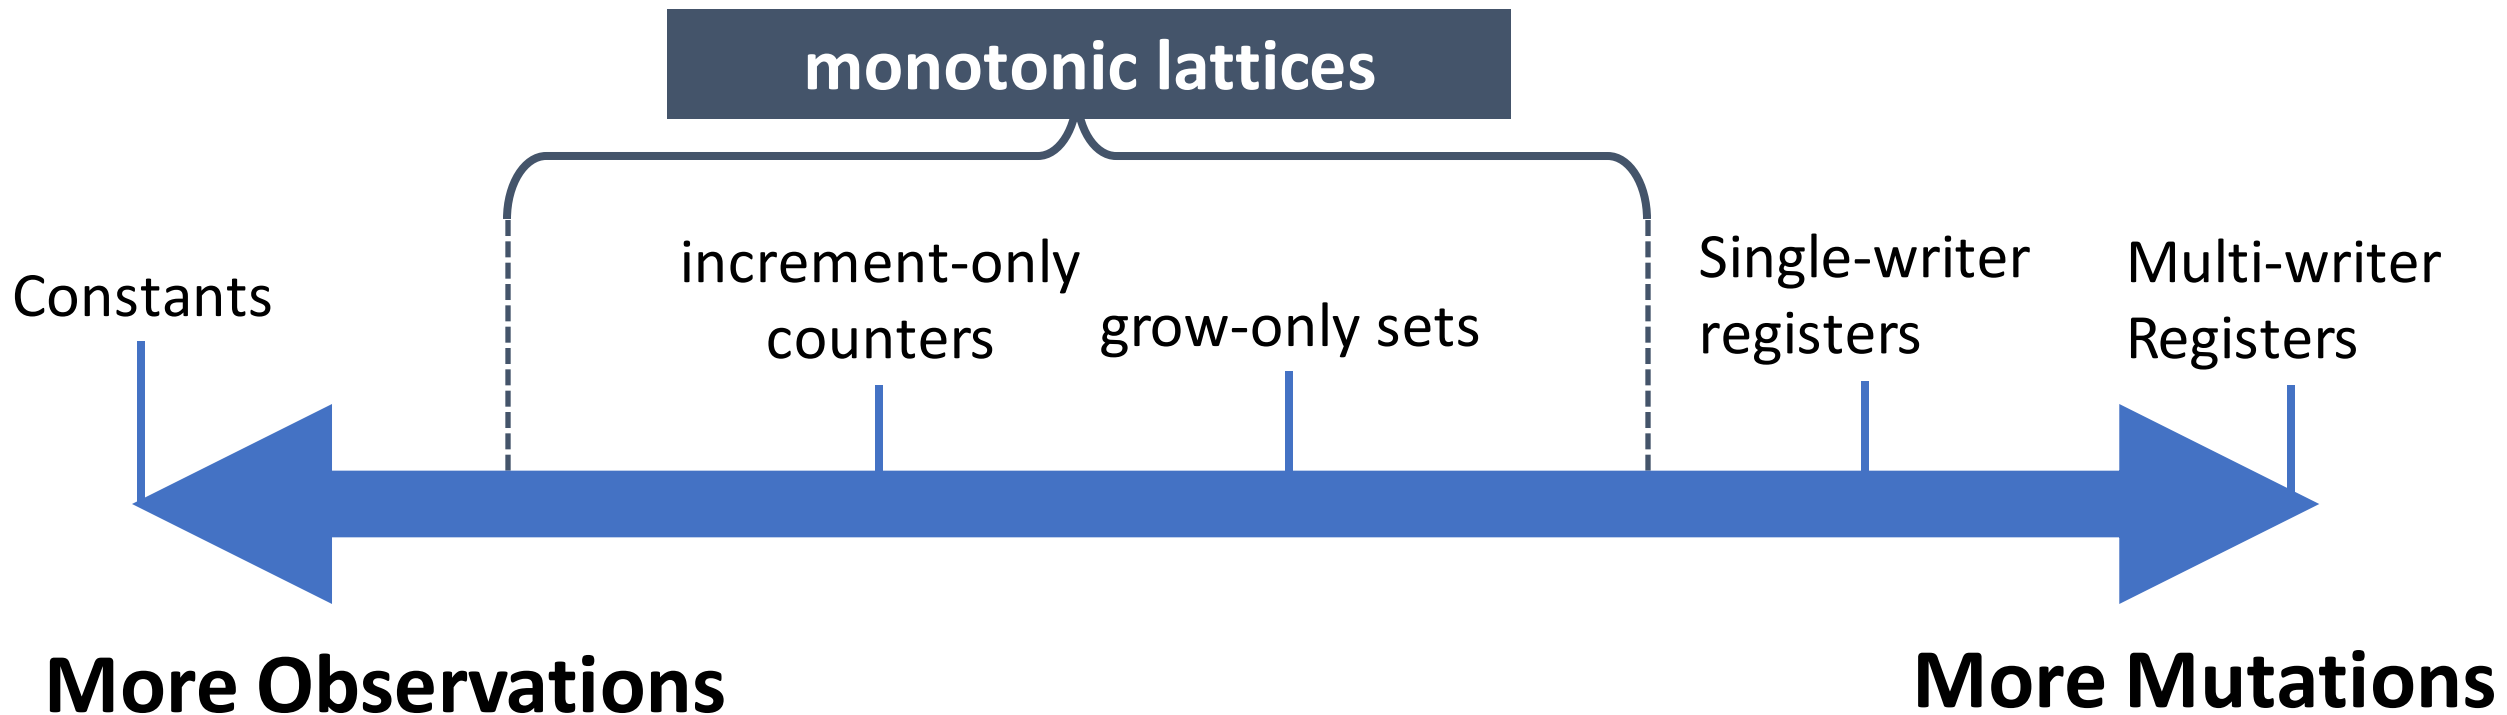 monotonic lattices
Constants
increment-only
counters
grow-only sets
Single-writer
registers
Multi-writer
Registers
More Observations
More Mutations